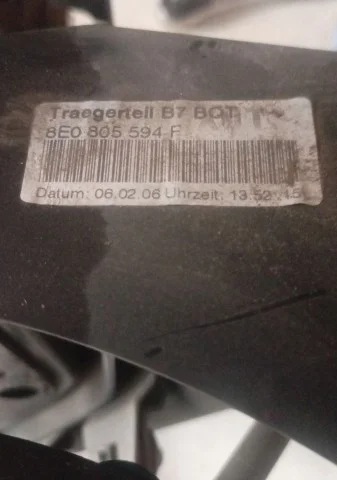 Traegerteil B7 BOT
8E0 805 594 F
Datum: 06.02.06 Uhrzeit: 13:52:15